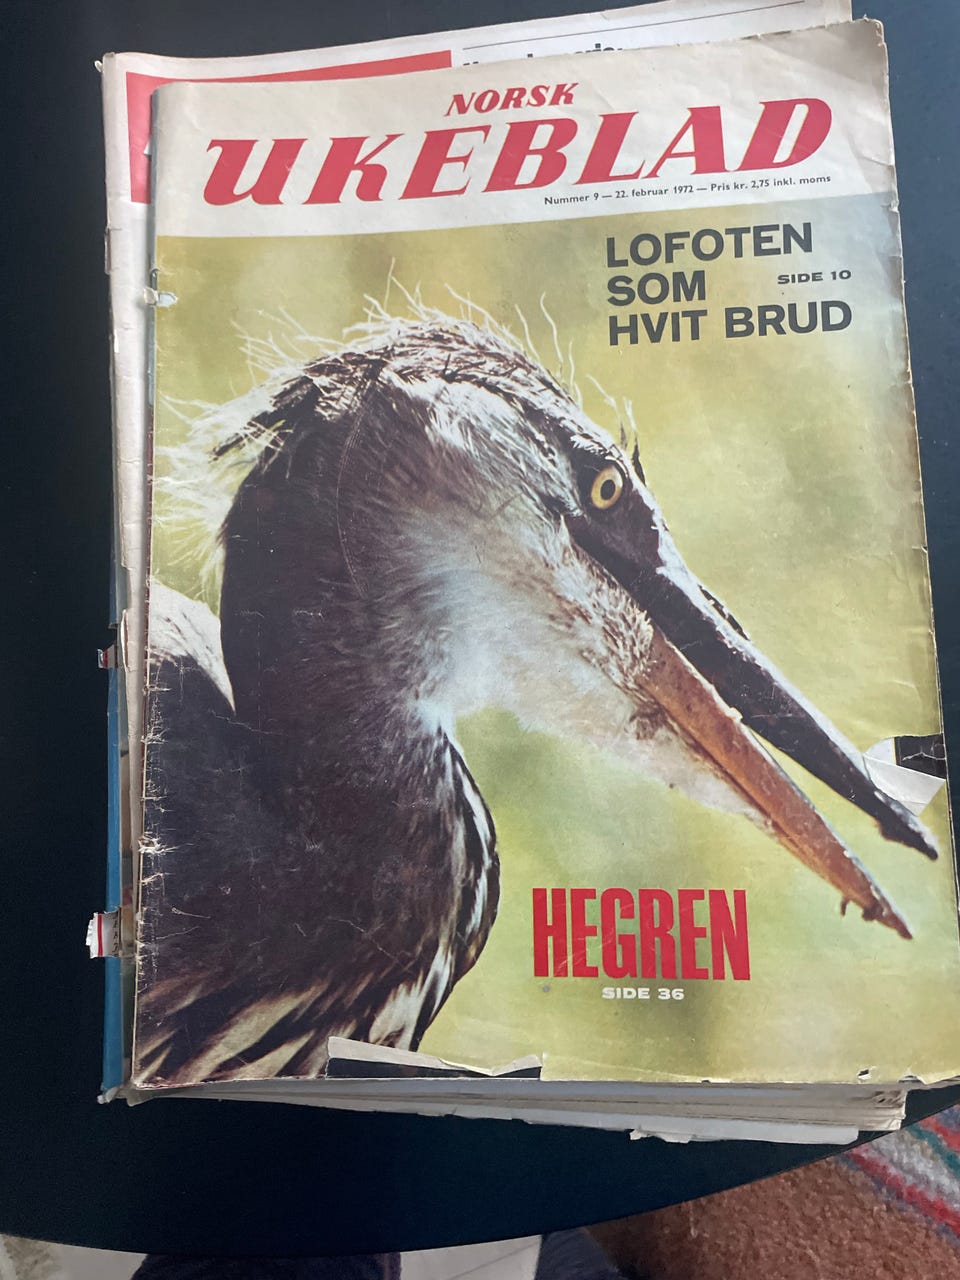 NORSK
UKEBLAD
Nummer 9 — 22. februar 1972 — Pris kr. 2,75 inkl. moms
LOFOTEN
SOM SIDE 10
HVIT BRUD
HEGREN
SIDE 36